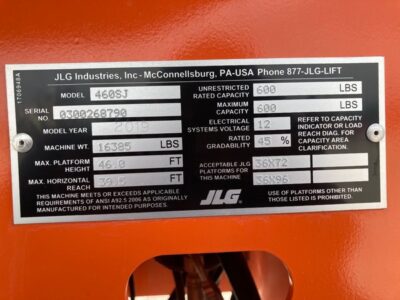 1706948A
JLG Industries, Inc - McConnellsburg, PA-USA Phone 877-JLG-LIFT
MODEL 460SJ
SERIAL NO 0300268790
MODEL YEAR
MACHINE WT. 16385 LBS
MAX. PLATFORM HEIGHT FT
MAX. HORIZONTAL REACH FT
THIS MACHINE MEETS OR EXCEEDS APPLICABLE
REQUIREMENTS OF ANSI A92.5 2006 AS ORIGINALLY
MANUFACTURED FOR INTENDED PURPOSES.
UNRESTRICTED RATED CAPACITY 600 LBS
MAXIMUM CAPACITY 600 LBS
ELECTRICAL SYSTEMS VOLTAGE 12
RATED GRADABILITY 45 %
REFER TO CAPACITY
INDICATOR OR LOAD
REACH DIAG. FOR
CAPACITY AREA
CLARIFICATION.
ACCEPTABLE JLG
PLATFORMS FOR
THIS MACHINE
36X72
36X96
JLG
USE OF PLATFORMS OTHER THAN
THOSE LISTED IS PROHIBITED.